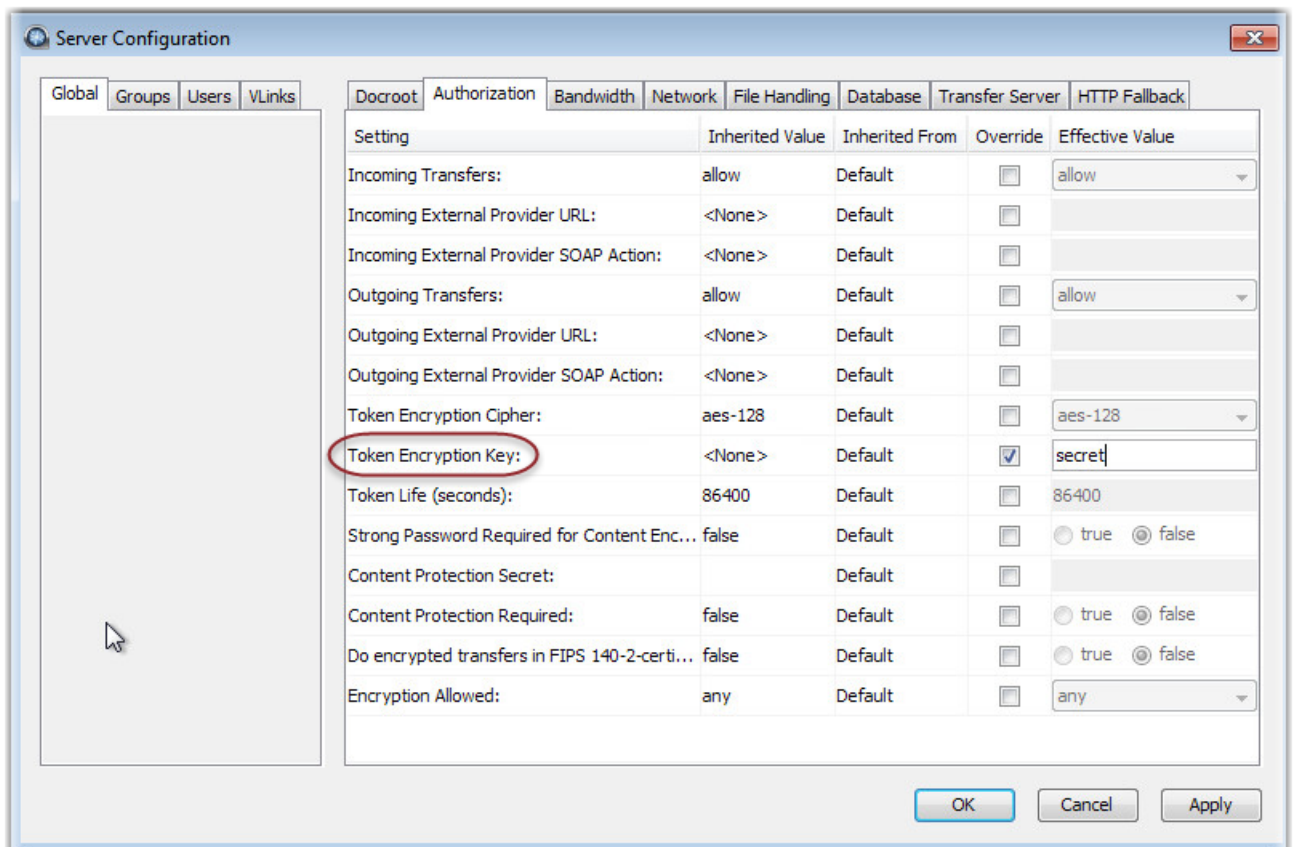 Server Configuration
Global Groups Users VLinks
Docroot Authorization Bandwidth Network File Handling Database Transfer Server HTTP Fallback
Setting Inherited Value Inherited From Override Effective Value
Incoming Transfers: allow Default allow
Incoming External Provider URL: <None> Default
Incoming External Provider SOAP Action: <None> Default
Outgoing Transfers: allow Default allow
Outgoing External Provider URL: <None> Default
Outgoing External Provider SOAP Action: <None> Default
Token Encryption Cipher: aes-128 Default aes-128
Token Encryption Key: <None> Default secret
Token Life (seconds): 86400 Default 86400
Strong Password Required for Content Enc... false Default true false
Content Protection Secret: Default
Content Protection Required: false Default true false
Do encrypted transfers in FIPS 140-2-certi... false Default true false
Encryption Allowed: any Default any
OK Cancel Apply